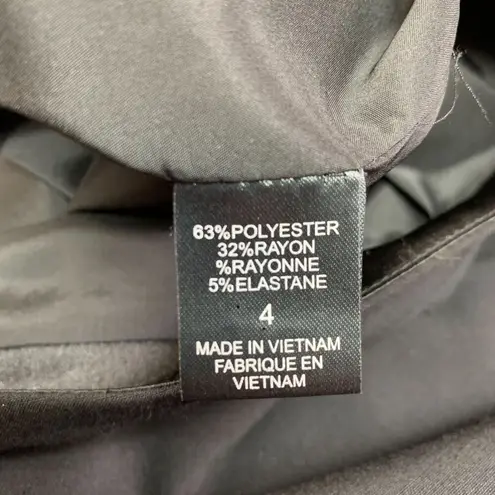 63%POLYESTER
32%RAYON
%RAYONNE
5%ELASTANE
4
MADE IN VIETNAM
FABRIQUE EN
VIETNAM